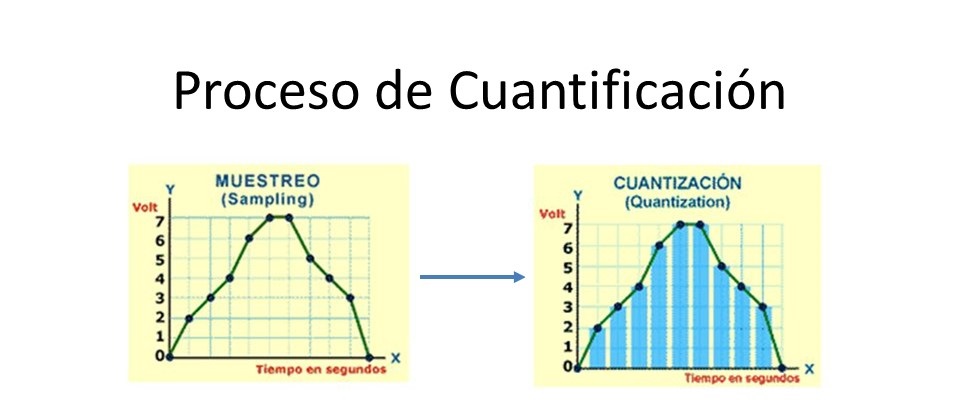 Proceso de Cuantificación
MUESTREO
(Sampling)
Y
Volt
7
6
5
4
3
2
1
0
X
Tiempo en segundos
CUANTIZACIÓN
(Quantization)
Y
Volt
7
6
5
4
3
2
1
0
X
Tiempo en segundos